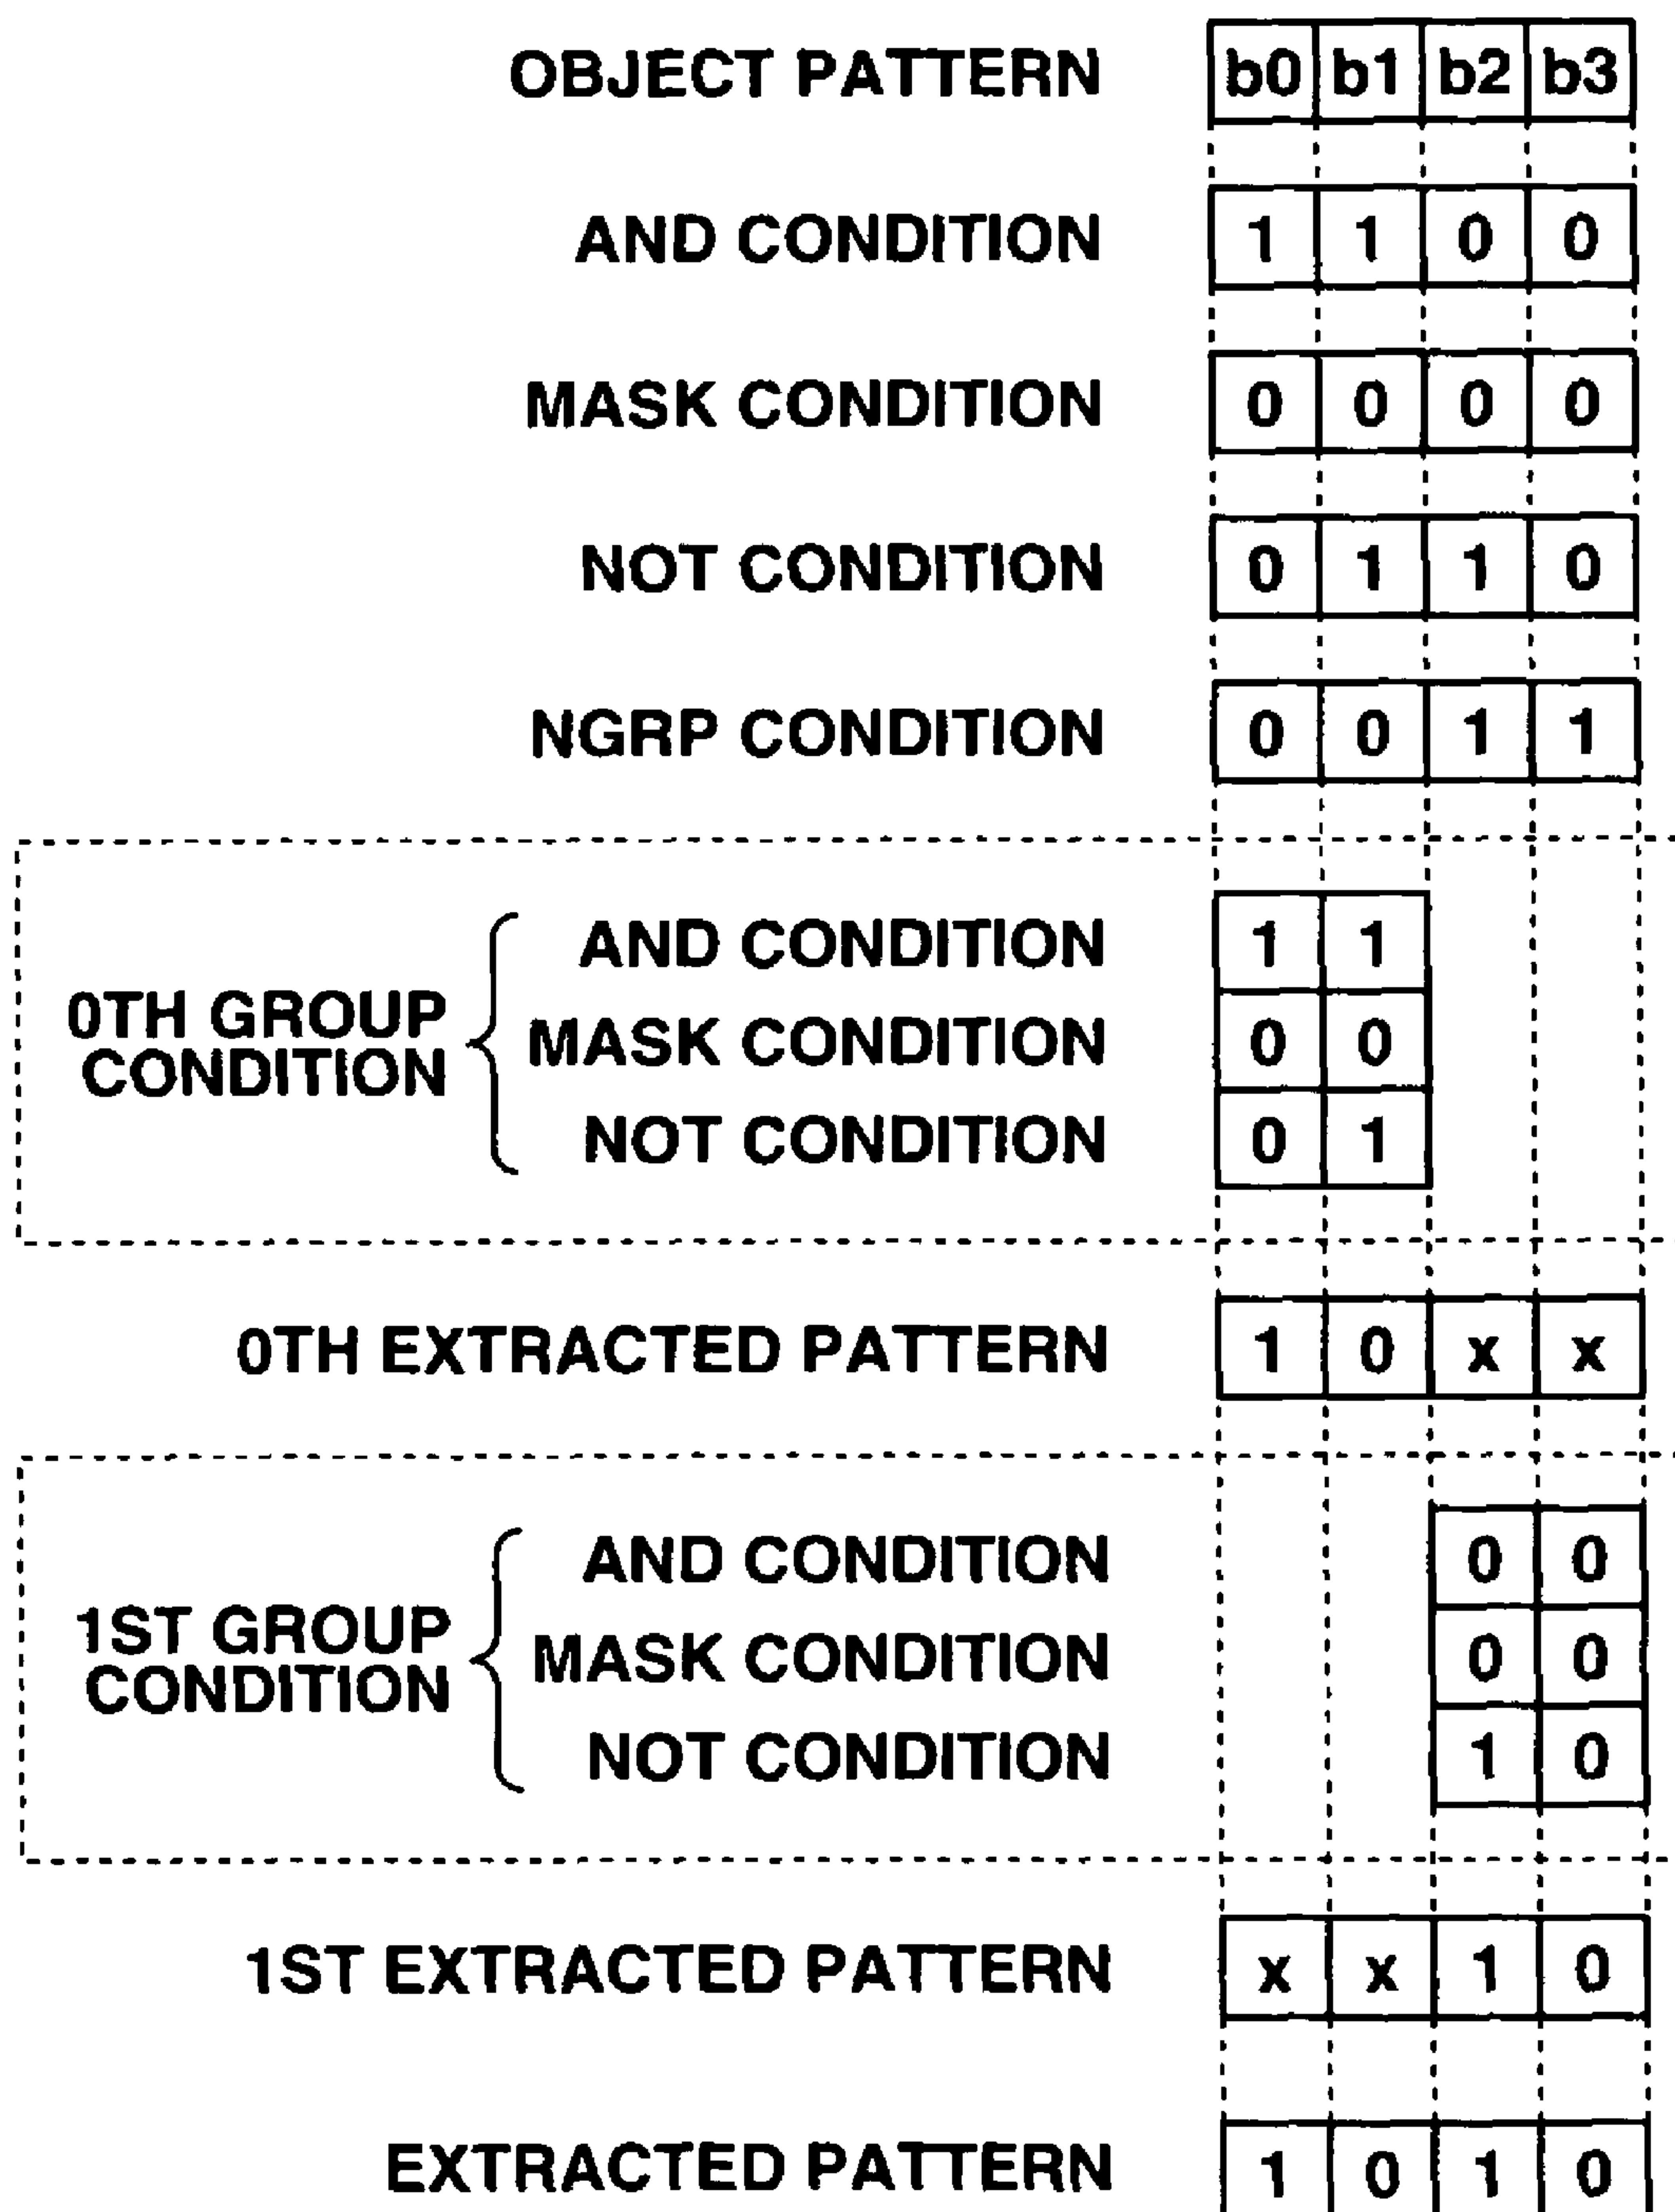 OBJECT PATTERN b0 b1 b2 b3
AND CONDITION 1 1 0 0
MASK CONDITION 0 0 0 0
NOT CONDITION 0 1 1 0
NGRP CONDITION 0 0 1 1
0TH GROUP
CONDITION
AND CONDITION 1 1
MASK CONDITION 0 0
NOT CONDITION 0 1
0TH EXTRACTED PATTERN 1 0 x x
1ST GROUP
CONDITION
AND CONDITION 0 0
MASK CONDITION 0 0
NOT CONDITION 1 0
1ST EXTRACTED PATTERN x x 1 0
EXTRACTED PATTERN 1 0 1 0